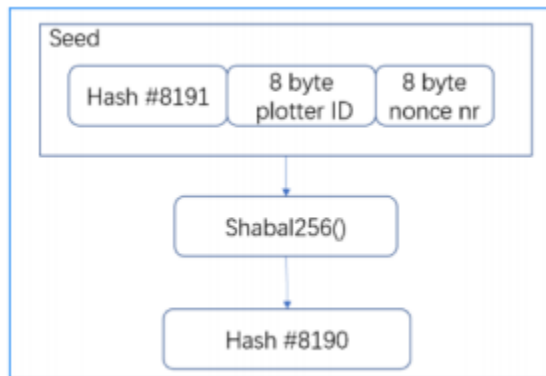 Seed
Hash #8191
8 byte
plotter ID
8 byte
nonce nr
Shabal256()
Hash #8190